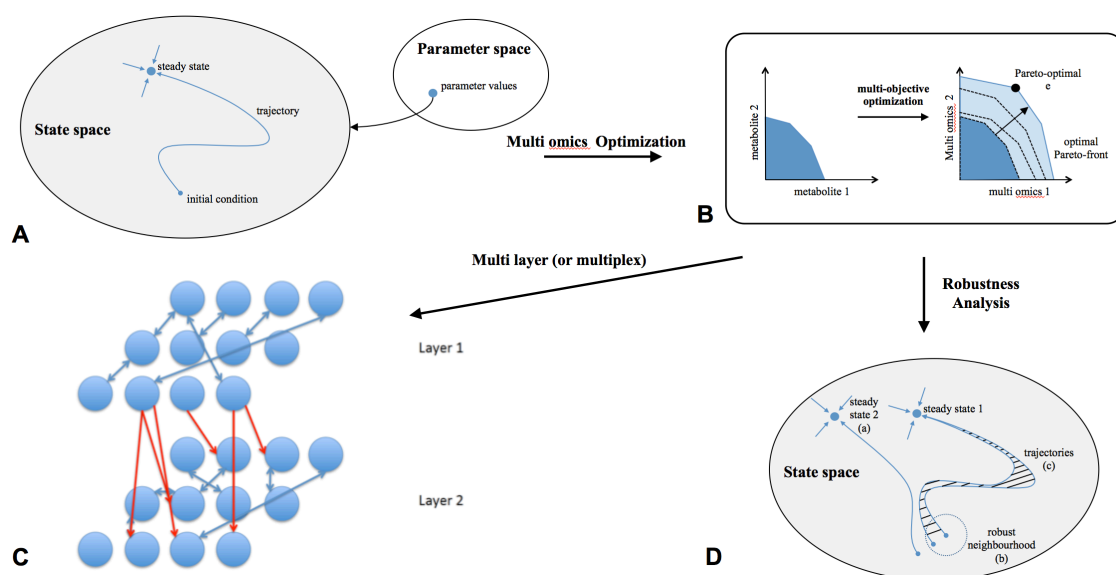 steady state
trajectory
State space
initial condition
A
Parameter space
parameter values
Multi omics Optimization
B
metabolite 2
metabolite 1
multi-objective
optimization
Multi omics 2
multi omics 1
Pareto-optimal
e
optimal
Pareto-front
Multi layer (or multiplex)
Robustness
Analysis
Layer 1
Layer 2
C
steady
state 2
(a)
steady state 1
State space
trajectories
(c)
robust
neighbourhood
(b)
D